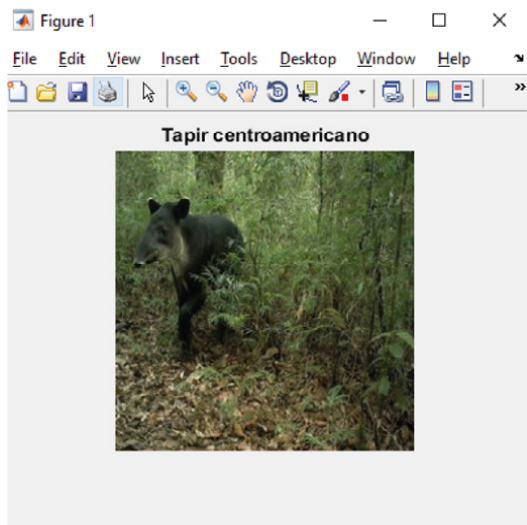 Figure 1
File Edit View Insert Tools Desktop Window Help
Tapir centroamericano